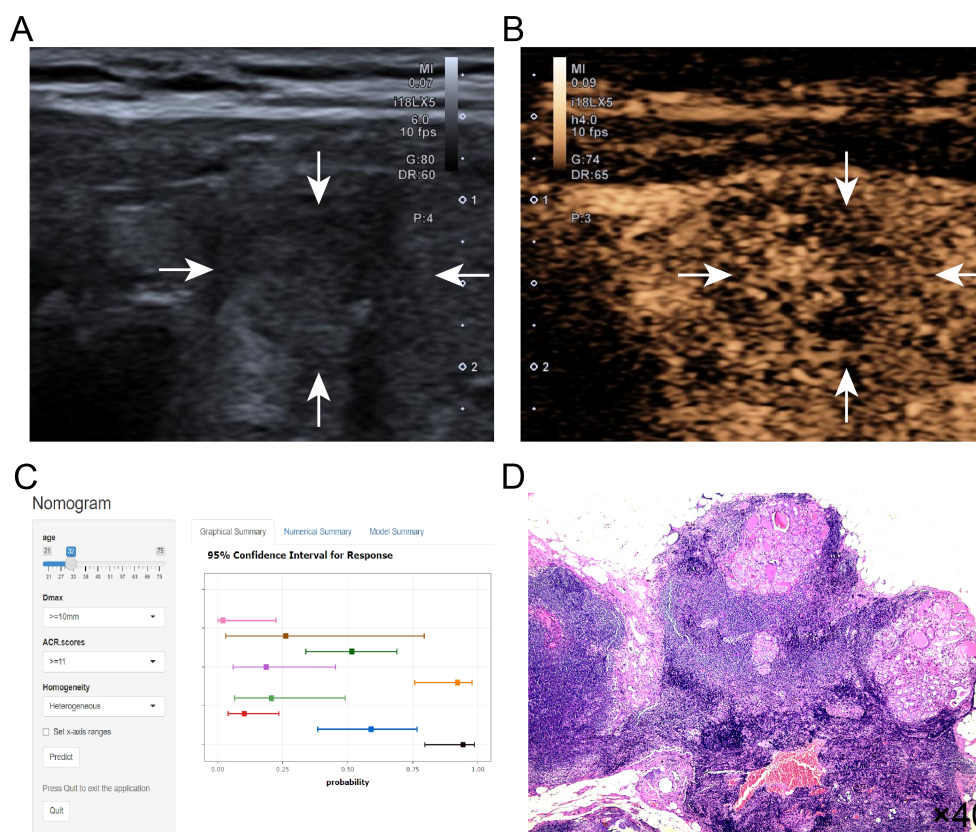 A
MI
0.07
i18LX5
6.0
10 fps
G:80
DR:60
1
P:4
2
B
MI
0.09
i18LX5
h4.0
10 fps
G:74
DR:65
1
P:3
2
C
Nomogram
age
21 32 75
21 27 33 39 45 51 57 63 69 75
Dmax
>=10mm
ACR.scores
>=11
Homogeneity
Heterogeneous
Set x-axis ranges
Predict
Press Quit to exit the application
Quit
Graphical Summary Numerical Summary Model Summary
95% Confidence Interval for Response
0.00 0.25 0.50 0.75 1.00
probability
D